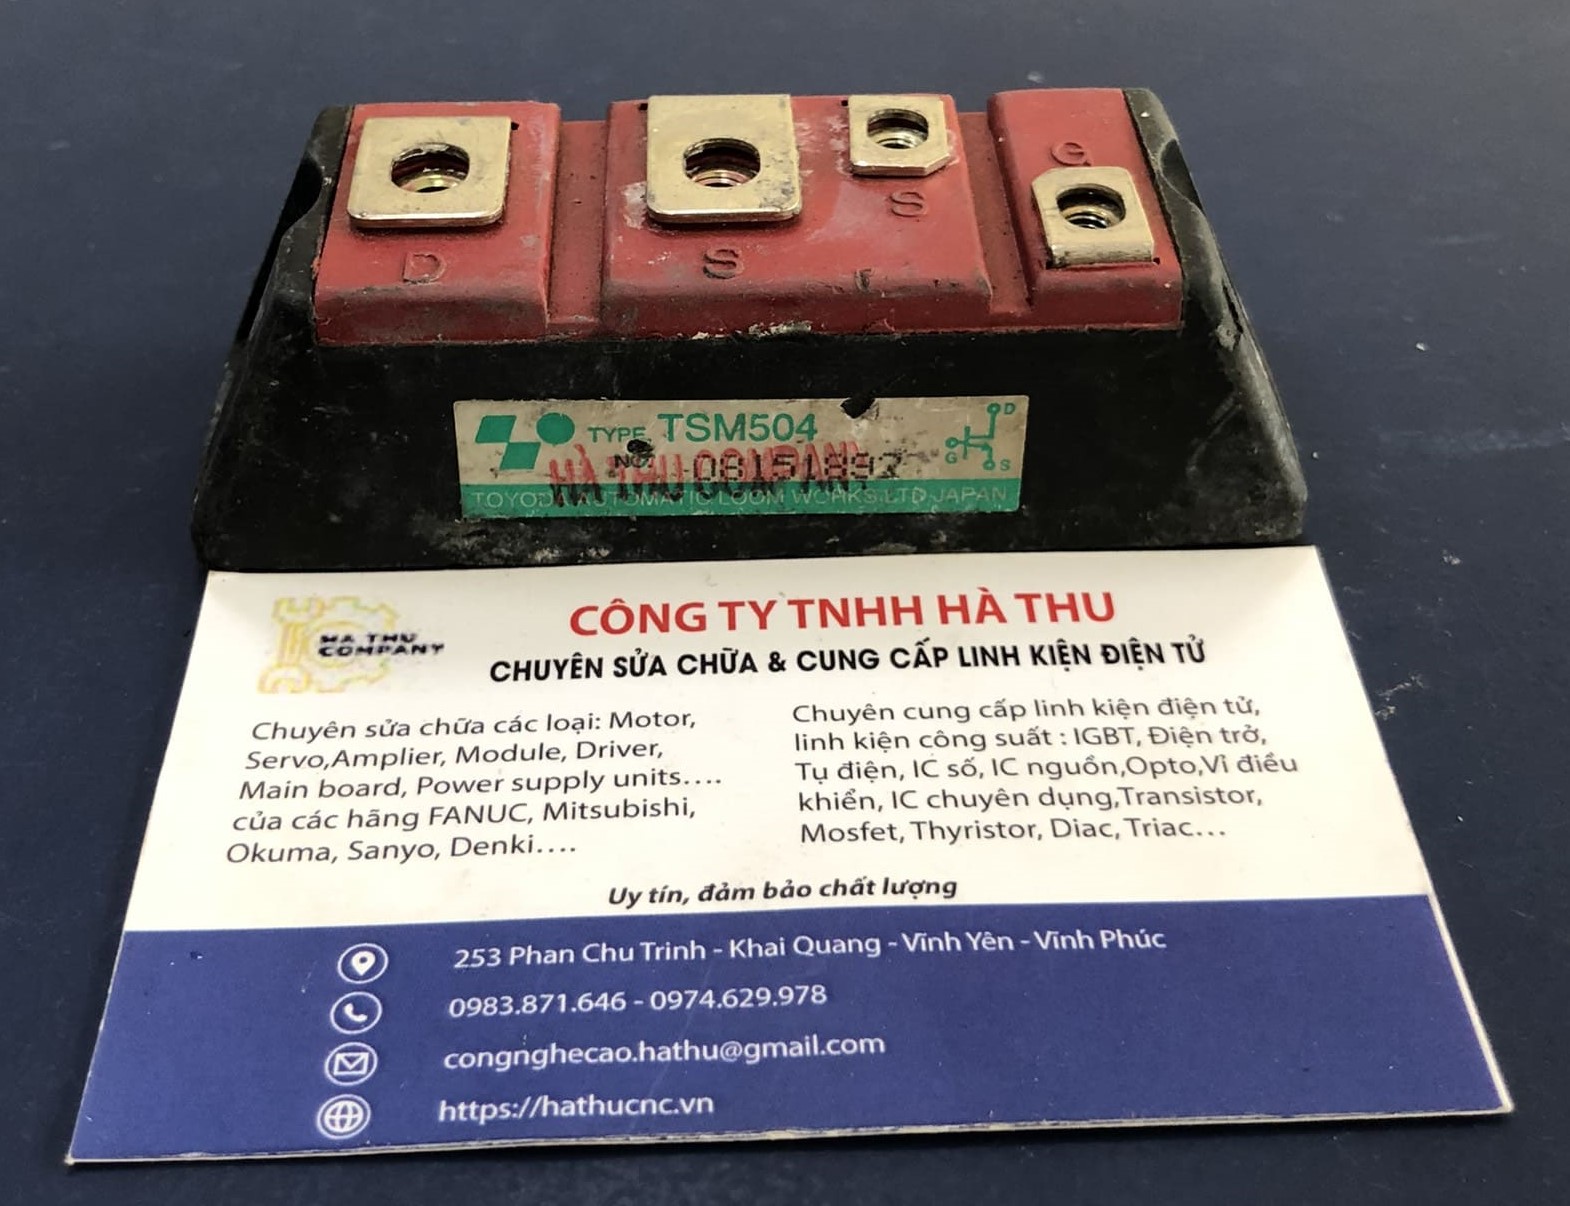 D
S
S
G
TYPE TSM504
NO. 08151897
HÀ THU COMPANY
TOYODA AUTOMATIC LOOM WORKS.LTD.JAPAN
D
G
S
HA THU
COMPANY
CÔNG TY TNHH HÀ THU
CHUYÊN SỬA CHỮA & CUNG CẤP LINH KIỆN ĐIỆN TỬ
Chuyên sửa chữa các loại: Motor,
Servo,Amplier, Module, Driver,
Main board, Power supply units....
của các hãng FANUC, Mitsubishi,
Okuma, Sanyo, Denki....
Chuyên cung cấp linh kiện điện tử,
linh kiện công suất : IGBT, Điện trở,
Tụ điện, IC số, IC nguồn,Opto,Vi điều
khiển, IC chuyên dụng,Transistor,
Mosfet, Thyristor, Diac, Triac...
Uy tín, đảm bảo chất lượng
253 Phan Chu Trinh - Khai Quang - Vĩnh Yên - Vĩnh Phúc
0983.871.646 - 0974.629.978
congnghecao.hathu@gmail.com
https://hathucnc.vn